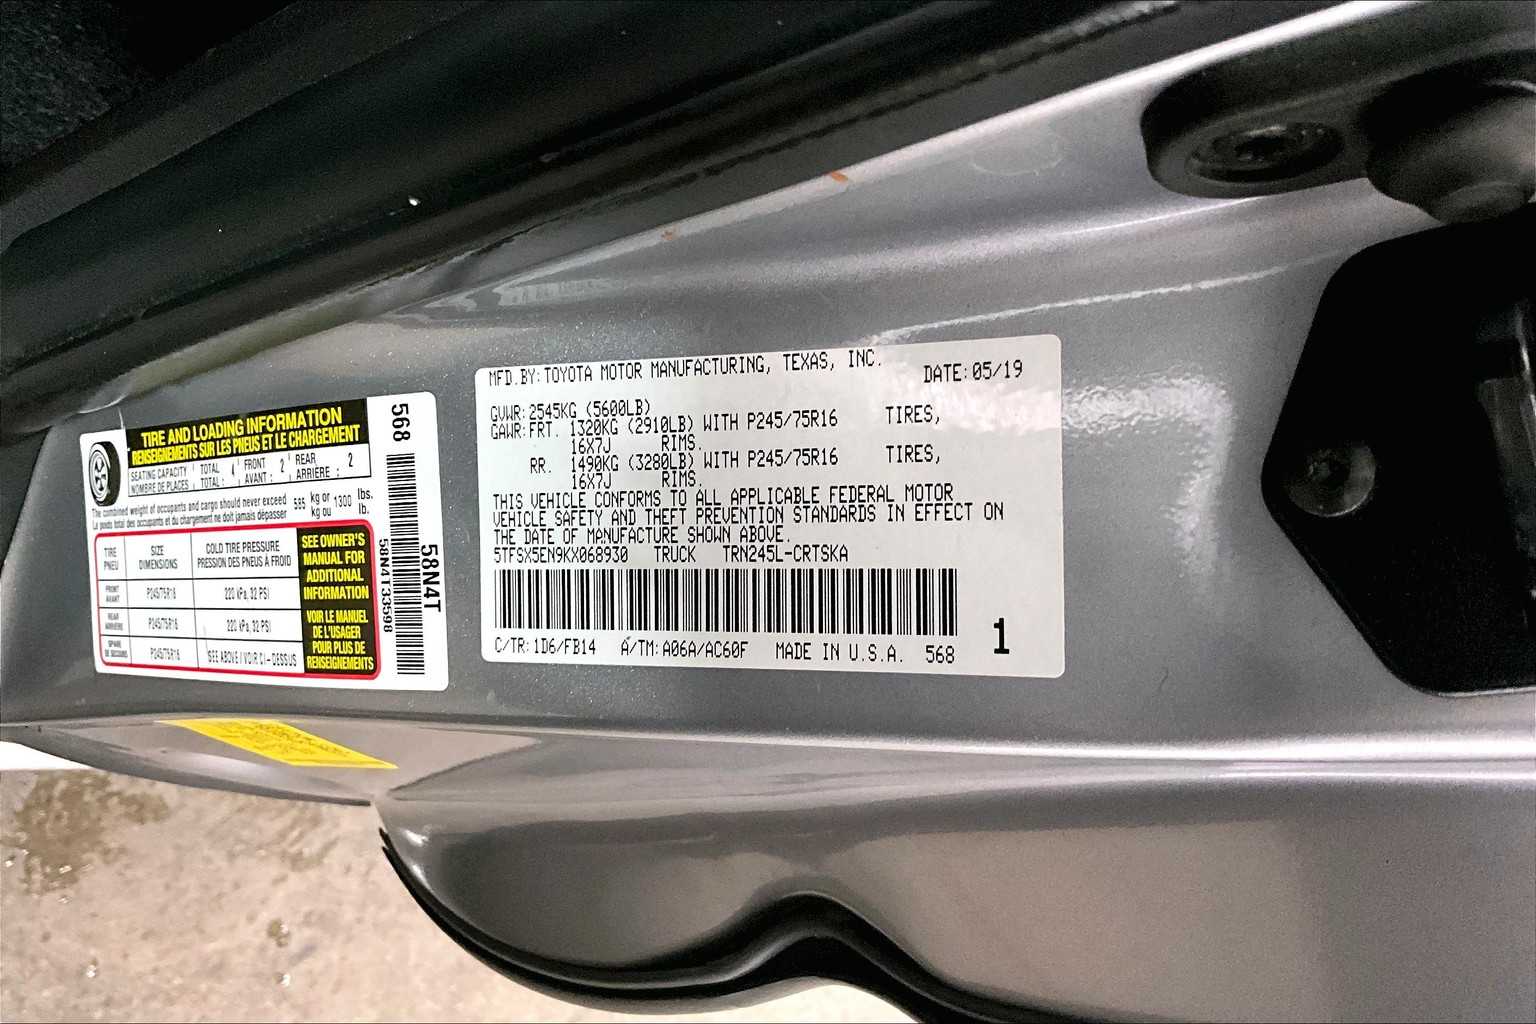 TIRE AND LOADING INFORMATION
RENSEIGNEMENTS SUR LES PNEUS ET LE CHARGEMENT
SEATING CAPACITY TOTAL 4 FRONT 2 REAR 2
NOMBRE DE PLACES TOTAL : AVANT : ARRIERE :
The combined weight of occupants and cargo should never exceed 595 kg or 1300 lbs.
Le poids total des occupants et du chargement ne doit jamais dépasser kg ou lb.
TIRE SIZE COLD TIRE PRESSURE
PNEU DIMENSIONS PRESSION DES PNEUS À FROID
FRONT
AVANT P245/75R16 220 kPa, 32 PSI
REAR
ARRIÈRE P245/75R16 220 kPa, 32 PSI
SPARE
DE SECOURS P245/75R16 SEE ABOVE / VOIR CI-DESSUS
SEE OWNER'S
MANUAL FOR
ADDITIONAL
INFORMATION
VOIR LE MANUEL
DE L'USAGER
POUR PLUS DE
RENSEIGNEMENTS
568
58N4T33598
58N4T
MFD.BY:TOYOTA MOTOR MANUFACTURING, TEXAS, INC.
DATE:05/19
GVWR:2545KG (5600LB)
GAWR:FRT. 1320KG (2910LB) WITH P245/75R16 TIRES,
16X7J RIMS.
RR. 1490KG (3280LB) WITH P245/75R16 TIRES,
16X7J RIMS.
THIS VEHICLE CONFORMS TO ALL APPLICABLE FEDERAL MOTOR
VEHICLE SAFETY AND THEFT PREVENTION STANDARDS IN EFFECT ON
THE DATE OF MANUFACTURE SHOWN ABOVE.
5TFSX5EN9KX068930 TRUCK TRN245L-CRTSKA
C/TR:1D6/FB14 A/TM:A06A/AC60F MADE IN U.S.A. 568
1